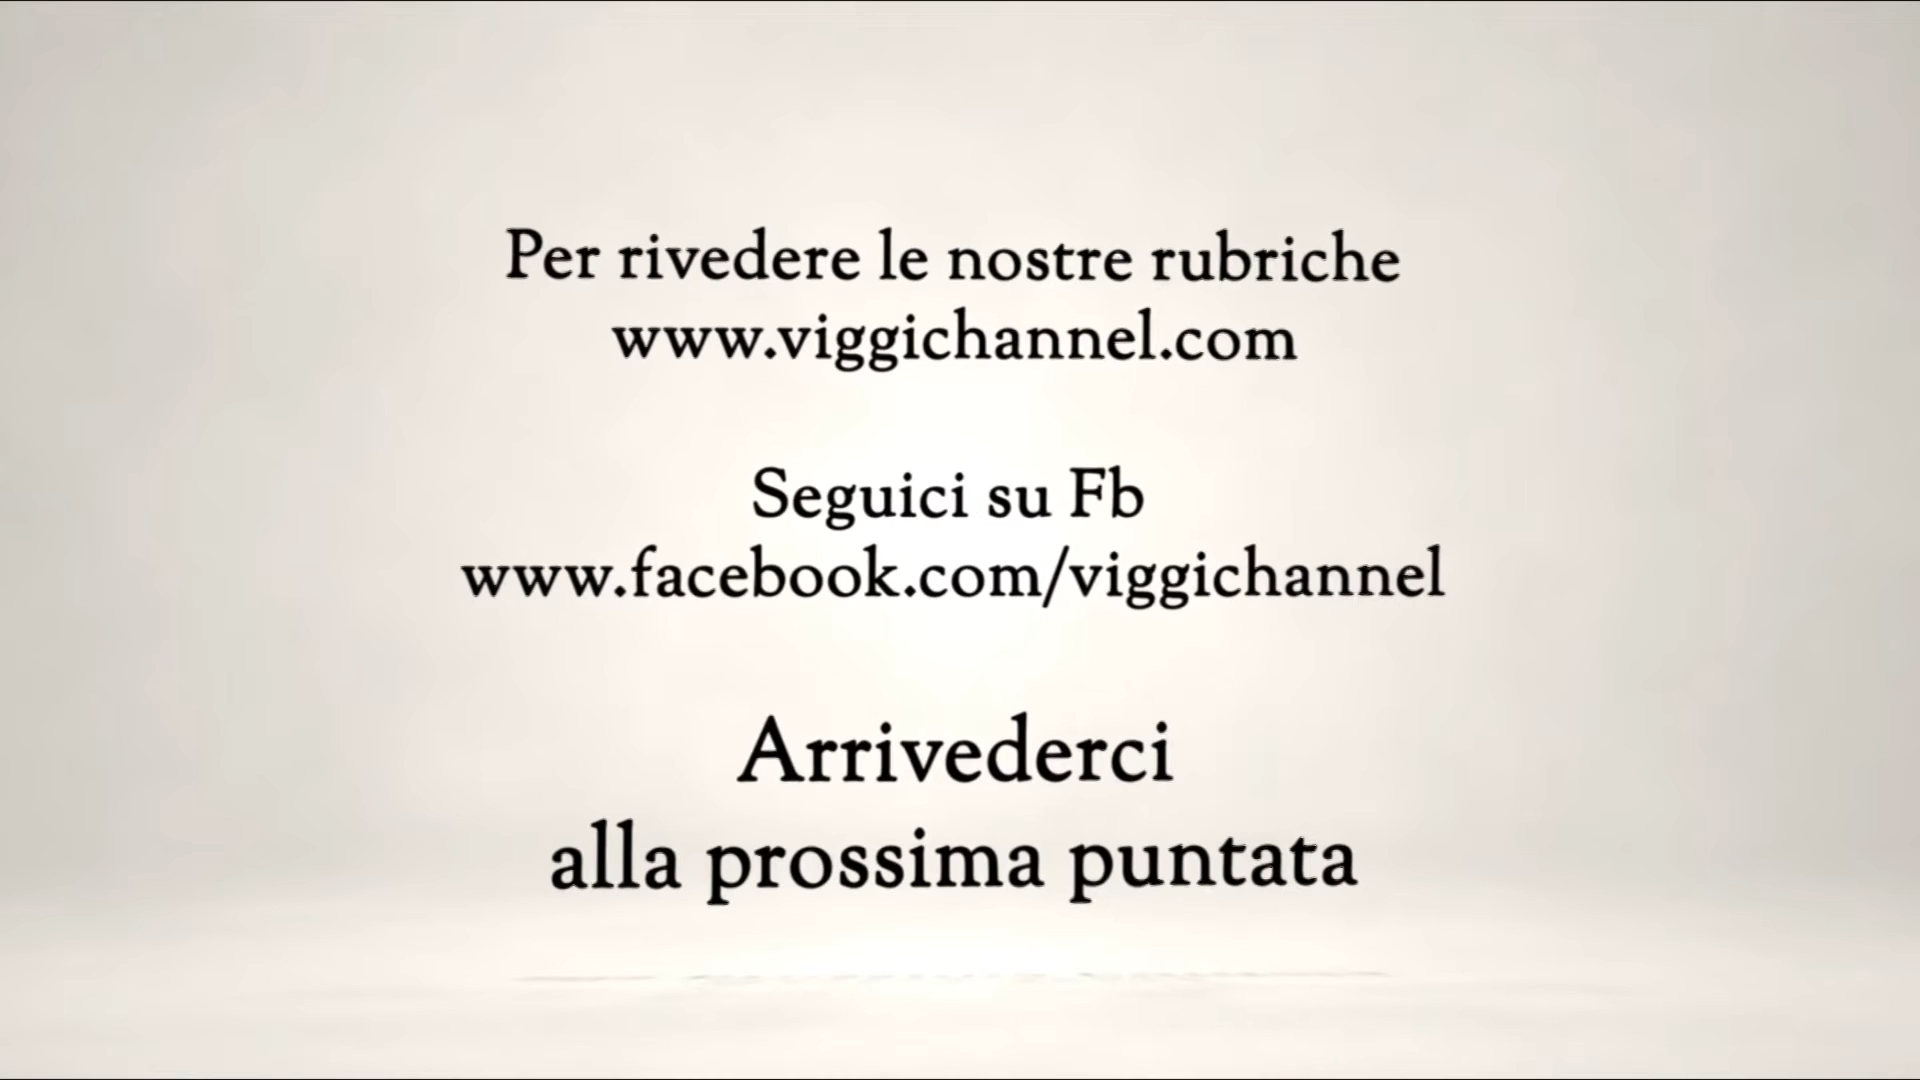 Per rivedere le nostre rubriche
www.viggichannel.com
Seguici su Fb
www.facebook.com/viggichannel
Arrivederci
alla prossima puntata